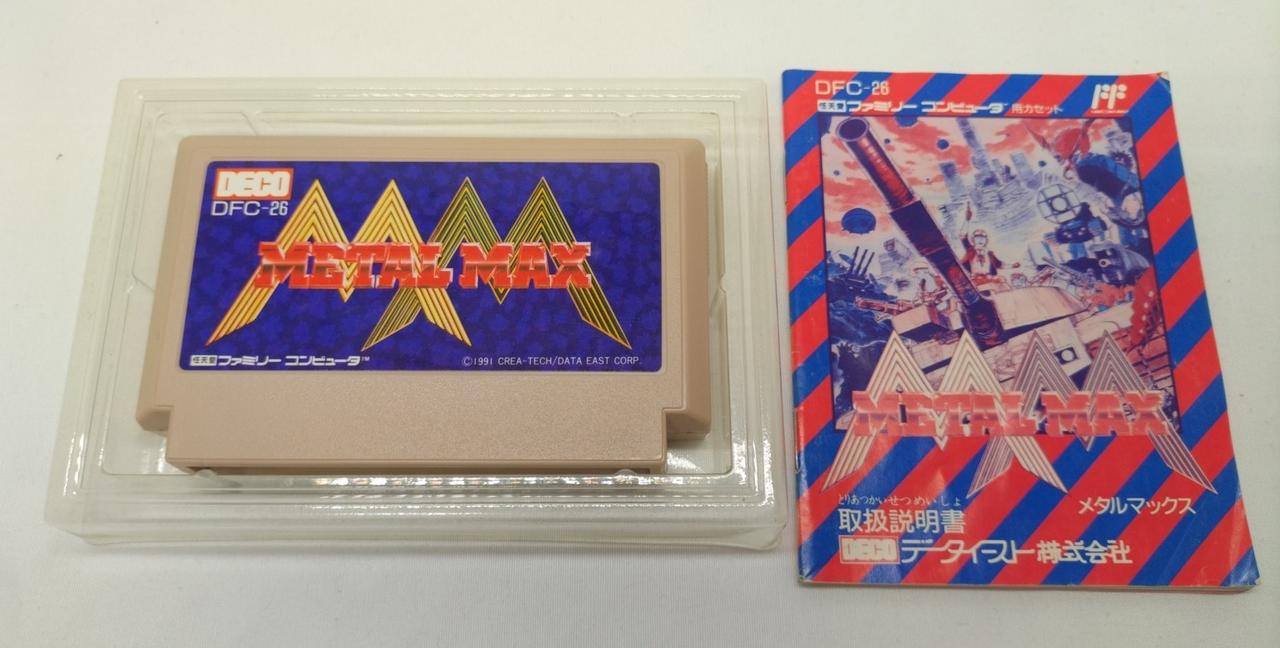 DECO
DFC-26
METAL MAX
任天堂 ファミリー コンピュータ™
©1991 CREA-TECH/DATA EAST CORP.
DFC-26
任天堂 ファミリー コンピュータ™ 用カセット
METAL MAX
メタルマックス
とりあつかいせつめいしょ
取扱説明書
DECO データイースト株式会社